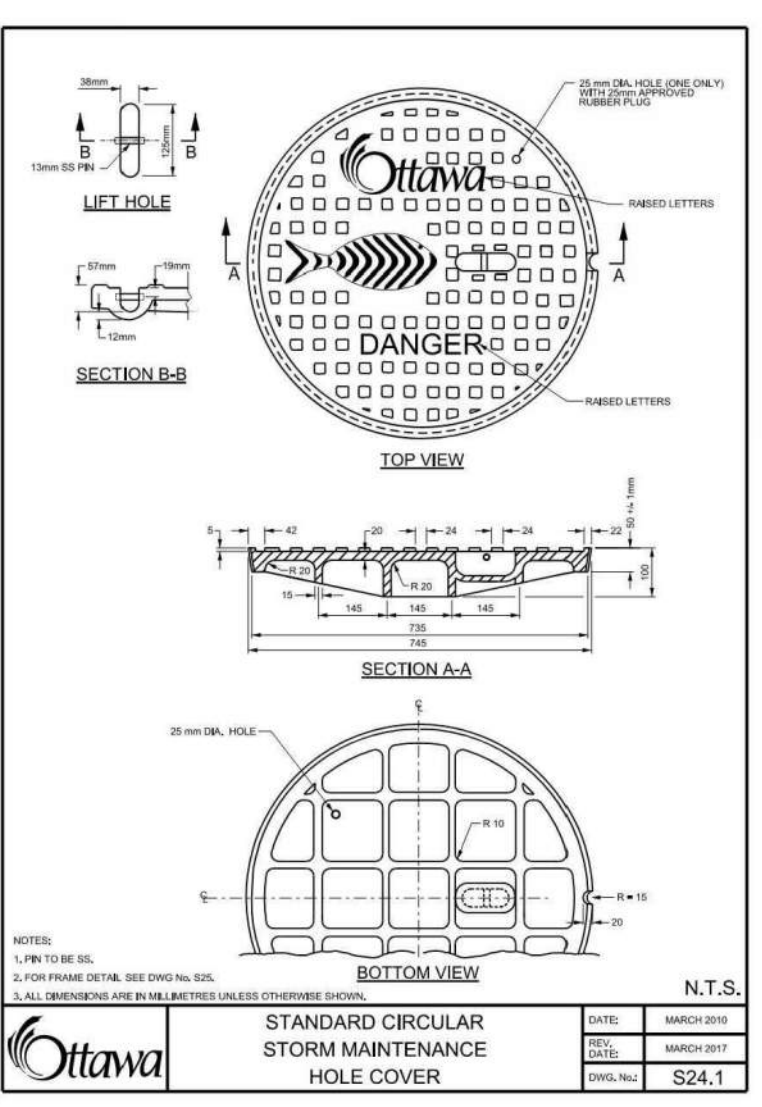 38mm
125mm
B
B
13mm SS PIN
LIFT HOLE
57mm
19mm
12mm
SECTION B-B
25 mm DIA. HOLE (ONE ONLY)
WITH 25mm APPROVED
RUBBER PLUG
Ottawa
RAISED LETTERS
A
A
DANGER
RAISED LETTERS
TOP VIEW
5
42
20
24
24
22
50 +/- 1mm
R 20
R 20
100
15
145
145
145
735
745
SECTION A-A
25 mm DIA. HOLE
R 10
R = 15
20
BOTTOM VIEW
NOTES:
1. PIN TO BE SS.
2. FOR FRAME DETAIL SEE DWG No. S25.
3. ALL DIMENSIONS ARE IN MILLIMETRES UNLESS OTHERWISE SHOWN.
N.T.S.
Ottawa
STANDARD CIRCULAR
STORM MAINTENANCE
HOLE COVER
DATE: MARCH 2010
REV. DATE: MARCH 2017
DWG. No.: S24.1